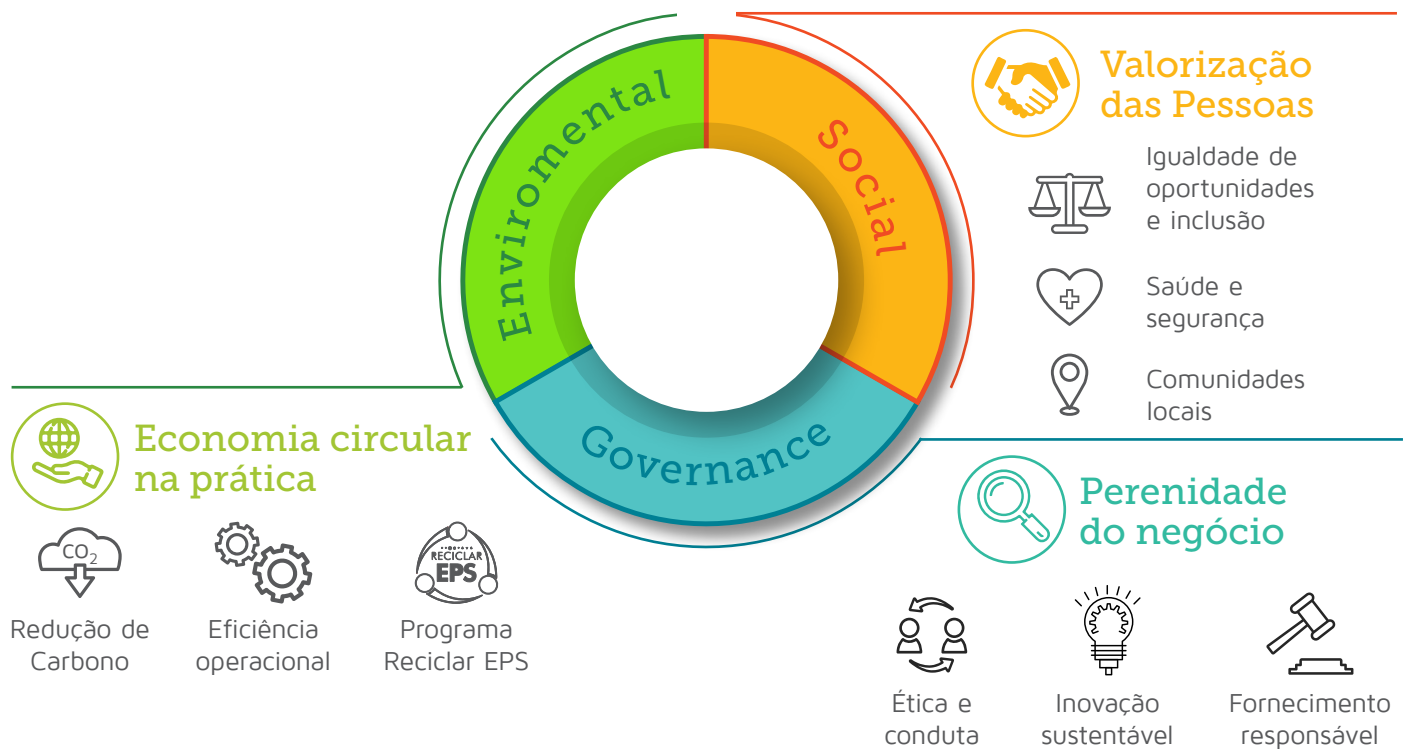 Enviromental
Social
Governance
Valorização
das Pessoas
Igualdade de
oportunidades
e inclusão
Saúde e
segurança
Comunidades
locais
Economia circular
na prática
CO2
Redução de
Carbono
Eficiência
operacional
RECICLAR
EPS
Programa
Reciclar EPS
Perenidade
do negócio
Ética e
conduta
Inovação
sustentável
Fornecimento
responsável